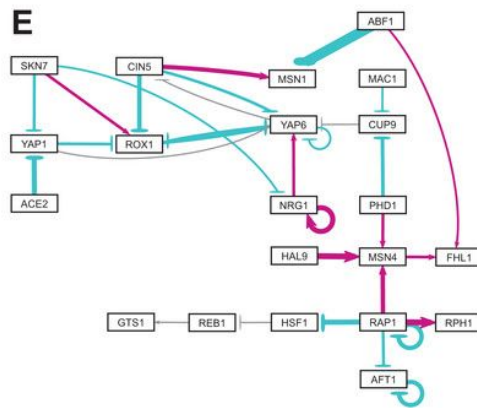 E
ABF1
SKN7 CIN5 MSN1 MAC1
YAP6 CUP9
YAP1 ROX1
ACE2 NRG1 PHD1
HAL9 MSN4 FHL1
GTS1 REB1 HSF1 RAP1 RPH1
AFT1